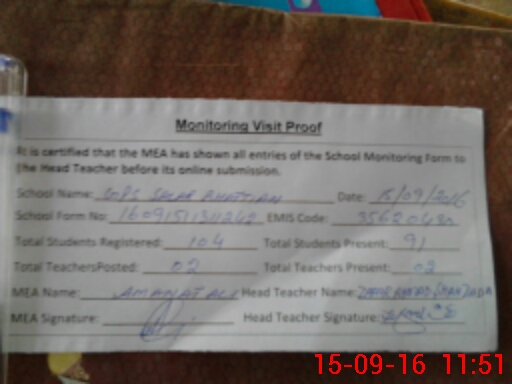 Monitoring Visit Proof
It is certified that the MEA has shown all entries of the School Monitoring Form to
the Head Teacher before its online submission.
School Name: GGPS Date: 15/09/2016
School Form No: EMIS Code:
Total Students Registered: 104 Total Students Present: 91
Total TeachersPosted: 02 Total Teachers Present: 02
MEA Name: AMANAT ALI Head Teacher Name:
MEA Signature: Head Teacher Signature:
15-09-16 11:51